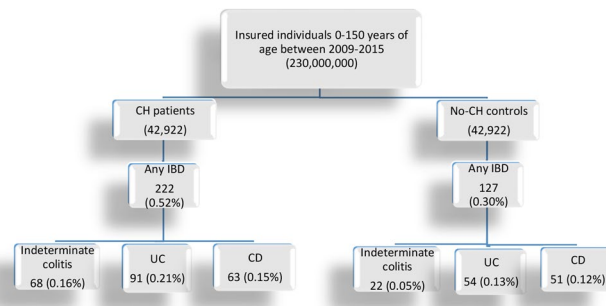 Insured individuals 0-150 years of
age between 2009-2015
(230,000,000)
CH patients
(42,922)
No-CH controls
(42,922)
Any IBD
222
(0.52%)
Any IBD
127
(0.30%)
Indeterminate
colitis
68 (0.16%)
UC
91 (0.21%)
CD
63 (0.15%)
Indeterminate
colitis
22 (0.05%)
UC
54 (0.13%)
CD
51 (0.12%)